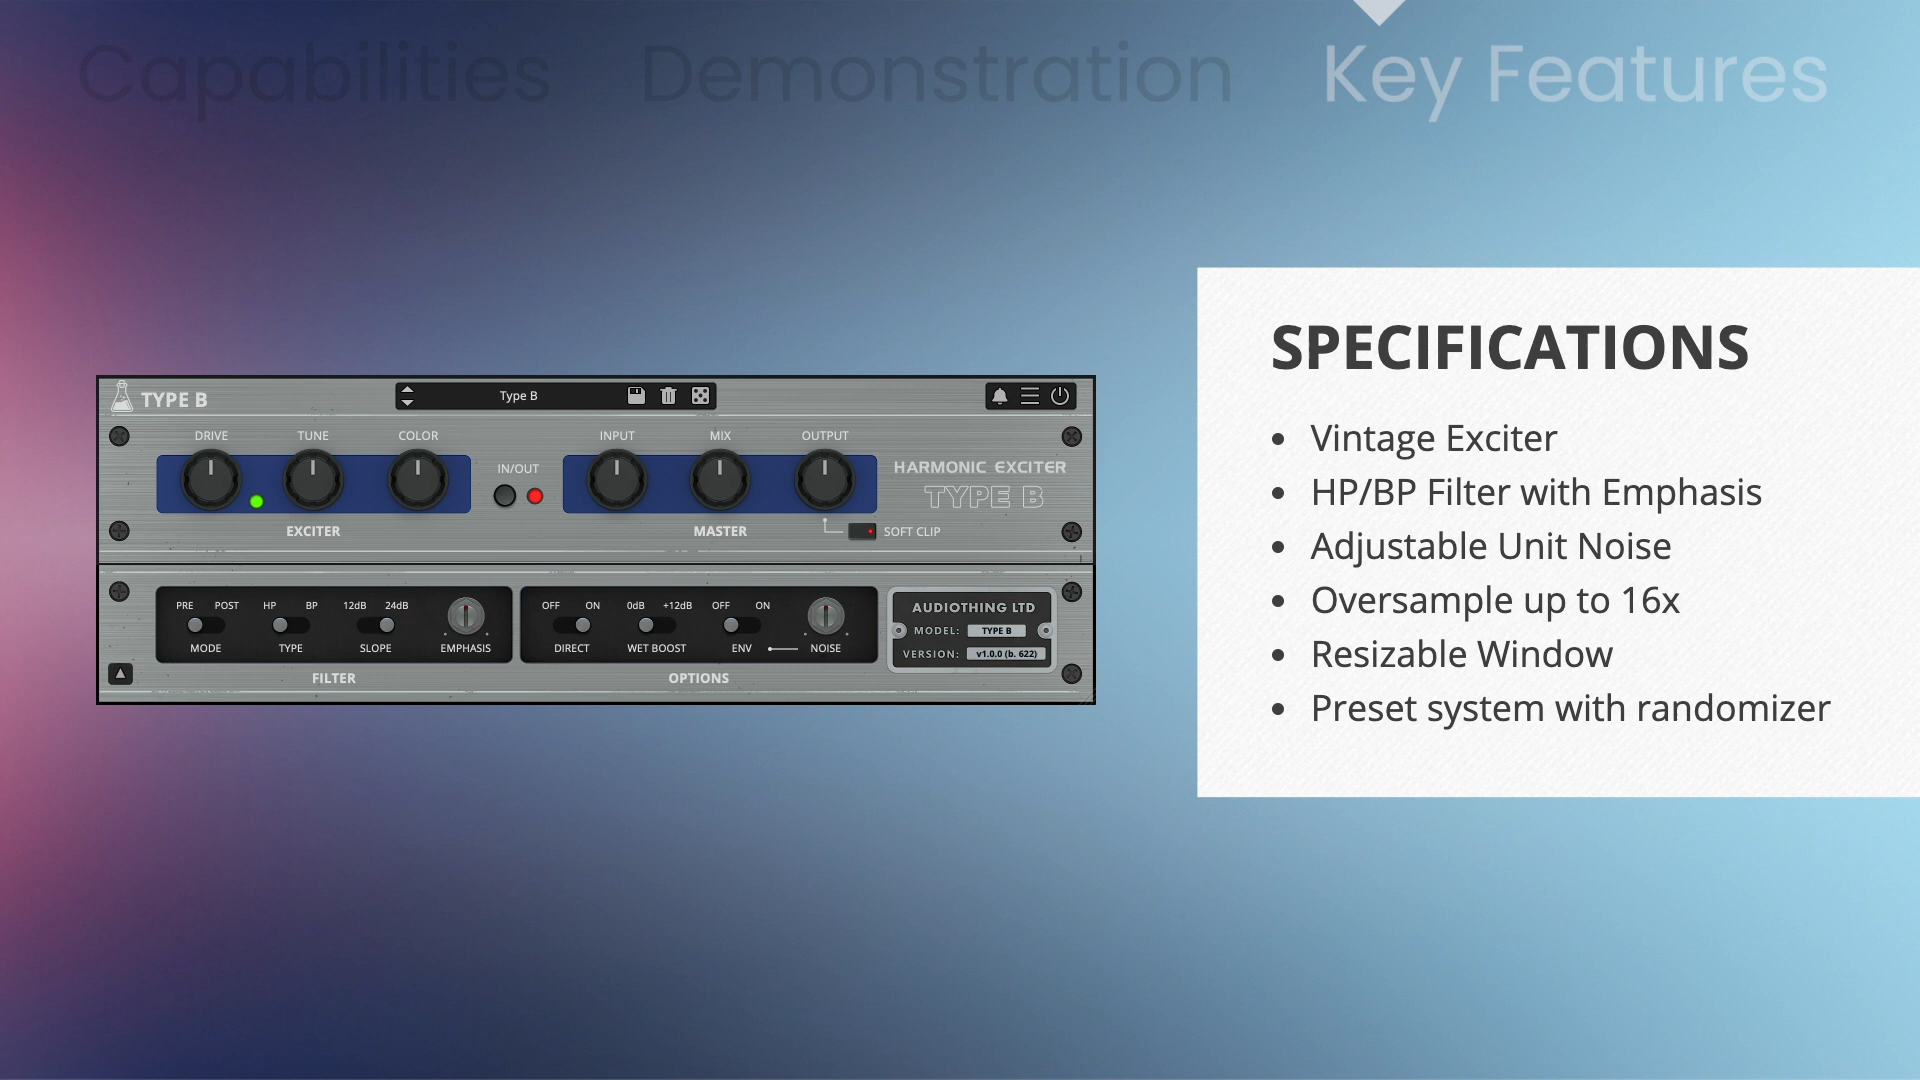 Capabilities Demonstration Key Features
TYPE B
Type B
DRIVE TUNE COLOR INPUT MIX OUTPUT
IN/OUT
HARMONIC EXCITER
TYPE B
EXCITER MASTER SOFT CLIP
PRE POST HP BP 12dB 24dB OFF ON 0dB +12dB OFF ON
MODE TYPE SLOPE EMPHASIS DIRECT WET BOOST ENV NOISE
FILTER OPTIONS
AUDIOTHING LTD
MODEL: TYPE B
VERSION: v1.0.0 (b. 622)
SPECIFICATIONS
• Vintage Exciter
• HP/BP Filter with Emphasis
• Adjustable Unit Noise
• Oversample up to 16x
• Resizable Window
• Preset system with randomizer